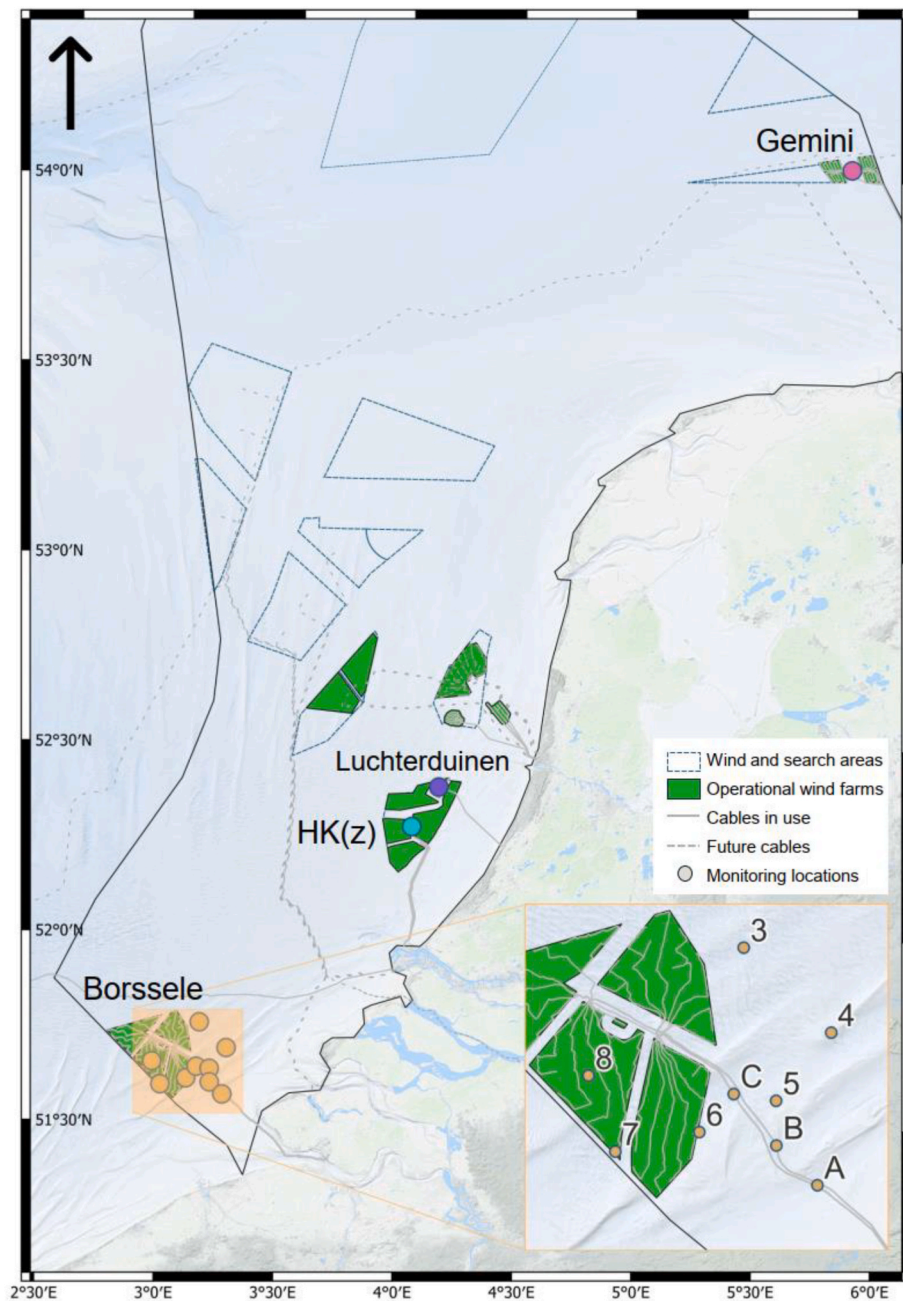 Gemini
54°0'N
53°30'N
53°0'N
52°30'N
Luchterduinen
HK(z)
Wind and search areas
Operational wind farms
Cables in use
Future cables
Monitoring locations
52°0'N
Borssele
3
4
8
C
5
6
B
7
A
51°30'N
2°30'E
3°0'E
3°30'E
4°0'E
4°30'E
5°0'E
5°30'E
6°0'E